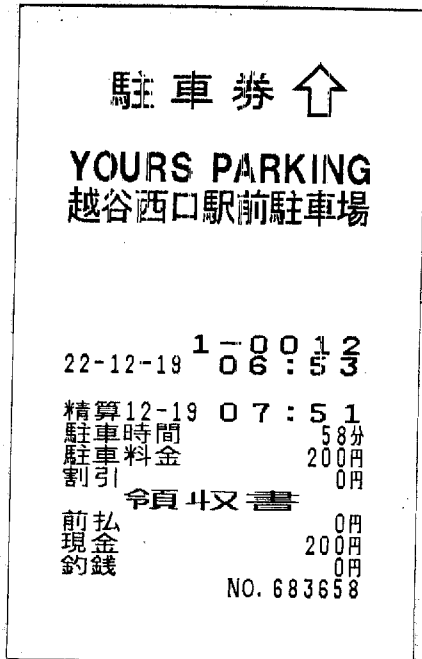 駐車券
YOURS PARKING
越谷西口駅前駐車場
1-0012
22-12-19 06:53
精算12-19 07:51
駐車時間 58分
駐車料金 200円
割引 0円
領収書
前払 0円
現金 200円
釣銭 0円
NO.683658